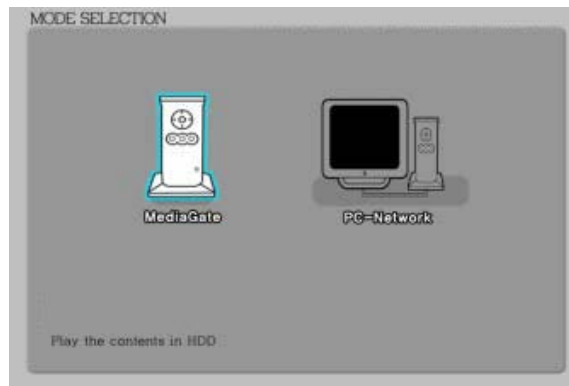 MODE SELECTION
MediaGate
PC-Network
Play the contents in HDD